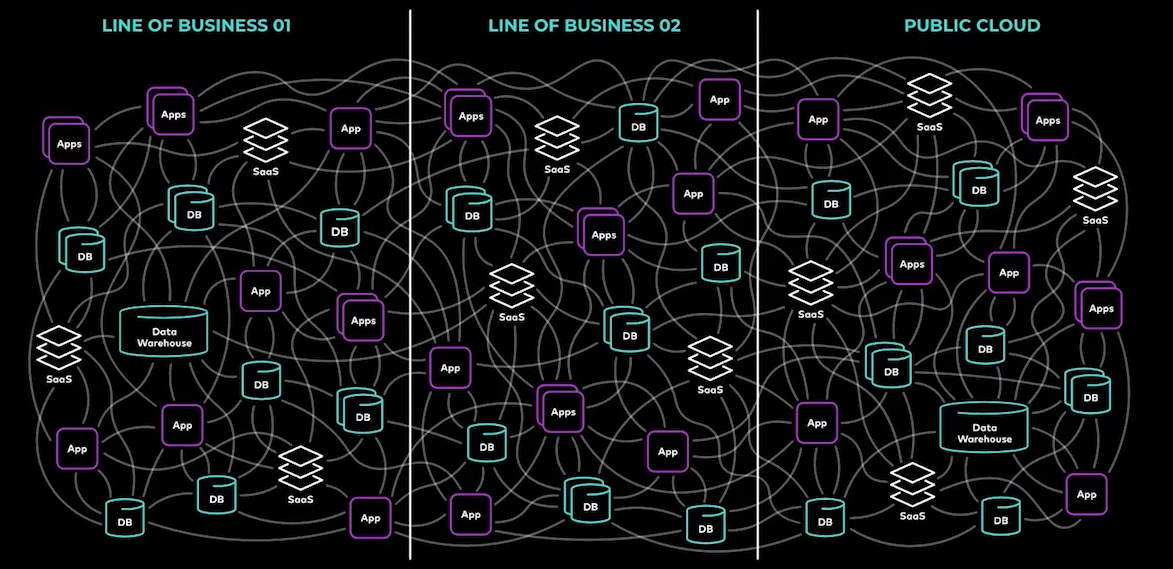 LINE OF BUSINESS 01
LINE OF BUSINESS 02
PUBLIC CLOUD
Apps
Apps
SaaS
App
DB
DB
DB
App
Apps
Data
Warehouse
SaaS
DB
DB
App
App
SaaS
DB
DB
App
Apps
SaaS
DB
App
App
DB
Apps
DB
SaaS
DB
SaaS
App
Apps
DB
App
App
DB
DB
App
SaaS
Apps
DB
DB
SaaS
Apps
App
SaaS
Apps
DB
DB
DB
App
Data
Warehouse
SaaS
App
DB
DB